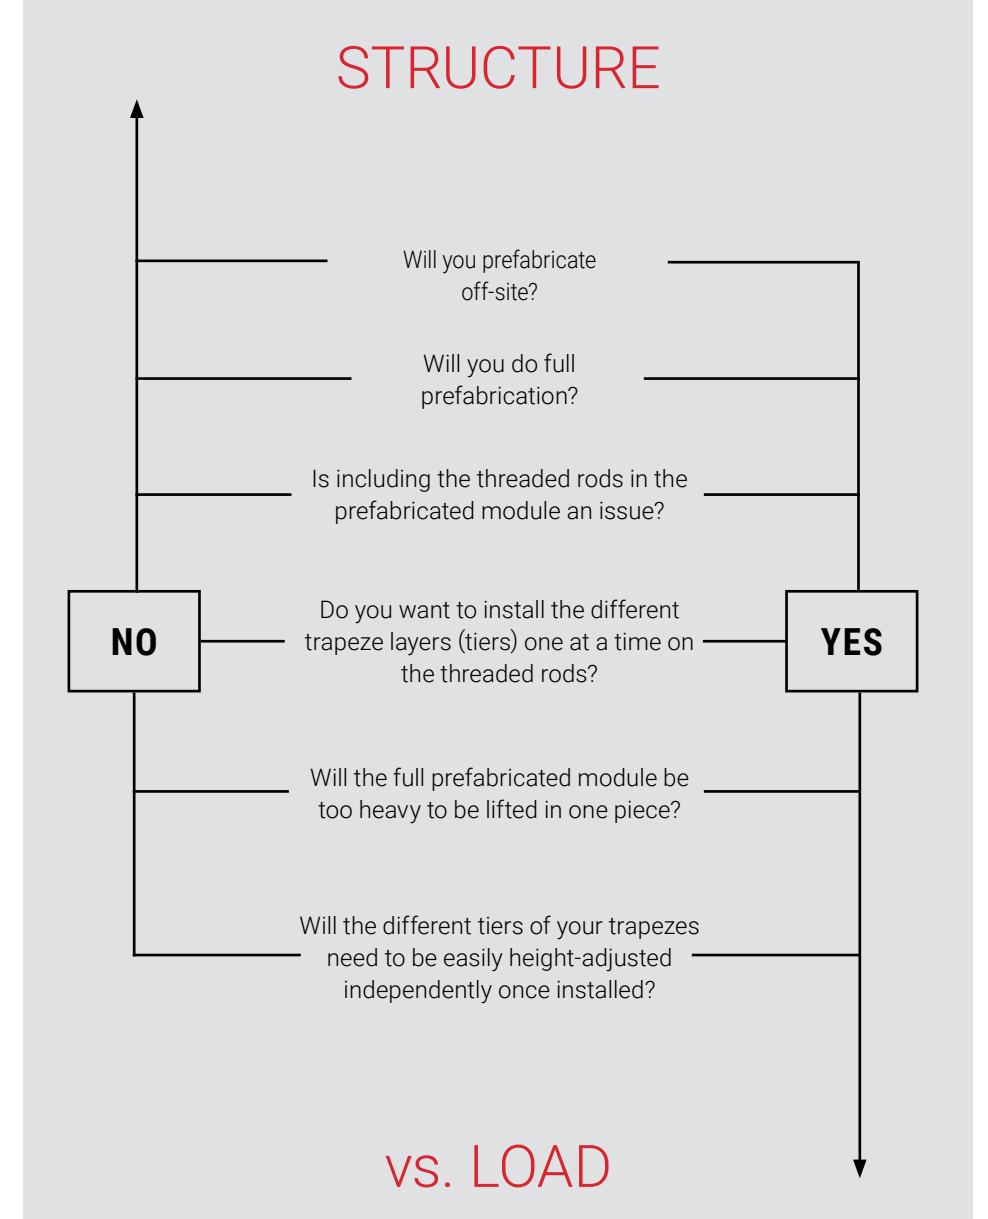 STRUCTURE
Will you prefabricate
off-site?
Will you do full
prefabrication?
Is including the threaded rods in the
prefabricated module an issue?
NO
Do you want to install the different
trapeze layers (tiers) one at a time on
the threaded rods?
YES
Will the full prefabricated module be
too heavy to be lifted in one piece?
Will the different tiers of your trapezes
need to be easily height-adjusted
independently once installed?
vs. LOAD